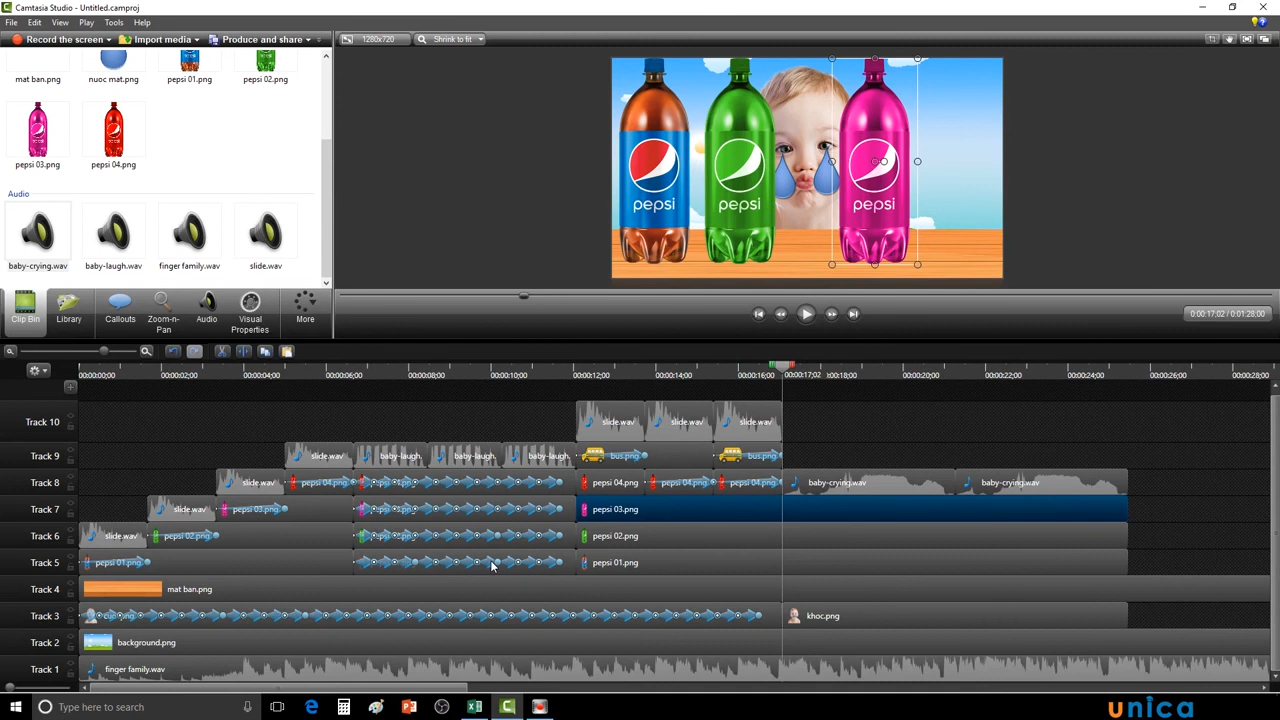 Camtasia Studio - Untitled.camproj
File Edit View Play Tools Help
Record the screen Import media Produce and share
1280x720 Shrink to fit
mat ban.png nuoc mat.png pepsi 01.png pepsi 02.png
pepsi 03.png pepsi 04.png
Audio
baby-crying.wav baby-laugh.wav finger family.wav slide.wav
pepsi pepsi pepsi
Clip Bin Library Callouts Zoom-n-Pan Audio Visual Properties More
0:00:17;02 / 0:01:28;00
00:00:00;00 00:00:02;00 00:00:04;00 00:00:06;00 00:00:08;00 00:00:10;00 00:00:12;00 00:00:14;00 00:00:16;00 00:00:17;02 00:00:20;00 00:00:22;00 00:00:24;00 00:00:26;00 00:00:28;00
Track 10 slide.wav slide.wav slide.wav
Track 9 slide.wav baby-laugh. baby-laugh. baby-laugh. bus.png bus.png
Track 8 slide.wav pepsi 04.png pepsi 04.png pepsi 04.png pepsi 04.png baby-crying.wav baby-crying.wav
Track 7 slide.wav pepsi 03.png pepsi 03.png
Track 6 slide.wav pepsi 02.png pepsi 02.png
Track 5 pepsi 01.png pepsi 01.png
Track 4 mat ban.png
Track 3 khoc.png
Track 2 background.png
Track 1 finger family.wav
Type here to search
unica